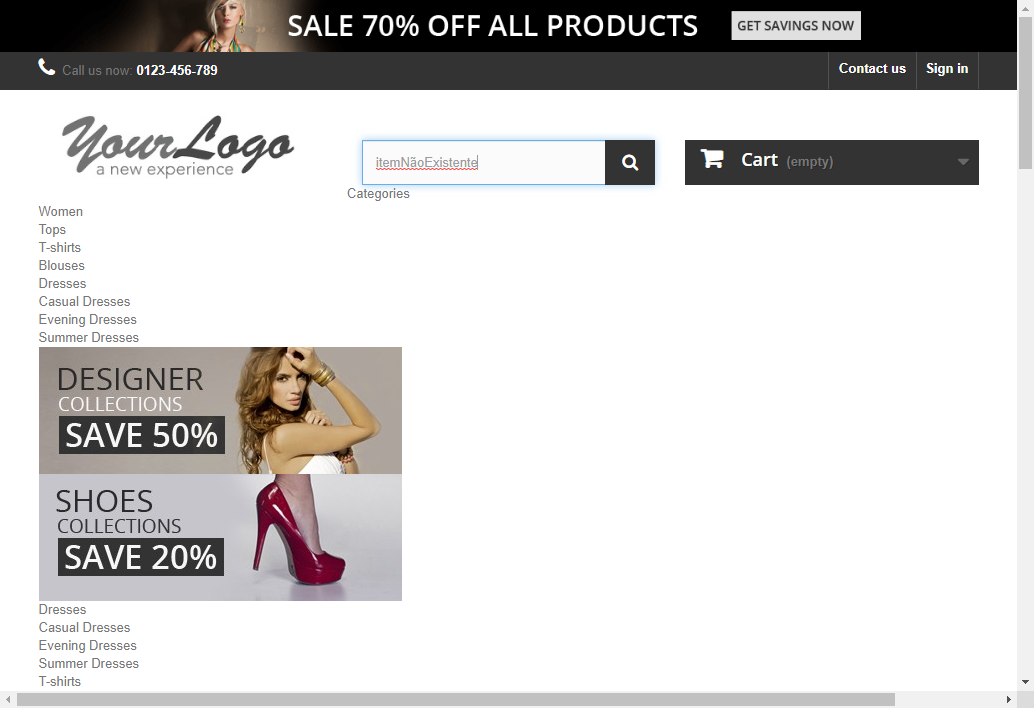 SALE 70% OFF ALL PRODUCTS GET SAVINGS NOW
Call us now: 0123-456-789 Contact us Sign in
YourLogo
a new experience
itemNãoExistente
Cart (empty)
Categories
Women
Tops
T-shirts
Blouses
Dresses
Casual Dresses
Evening Dresses
Summer Dresses
DESIGNER
COLLECTIONS
SAVE 50%
SHOES
COLLECTIONS
SAVE 20%
Dresses
Casual Dresses
Evening Dresses
Summer Dresses
T-shirts